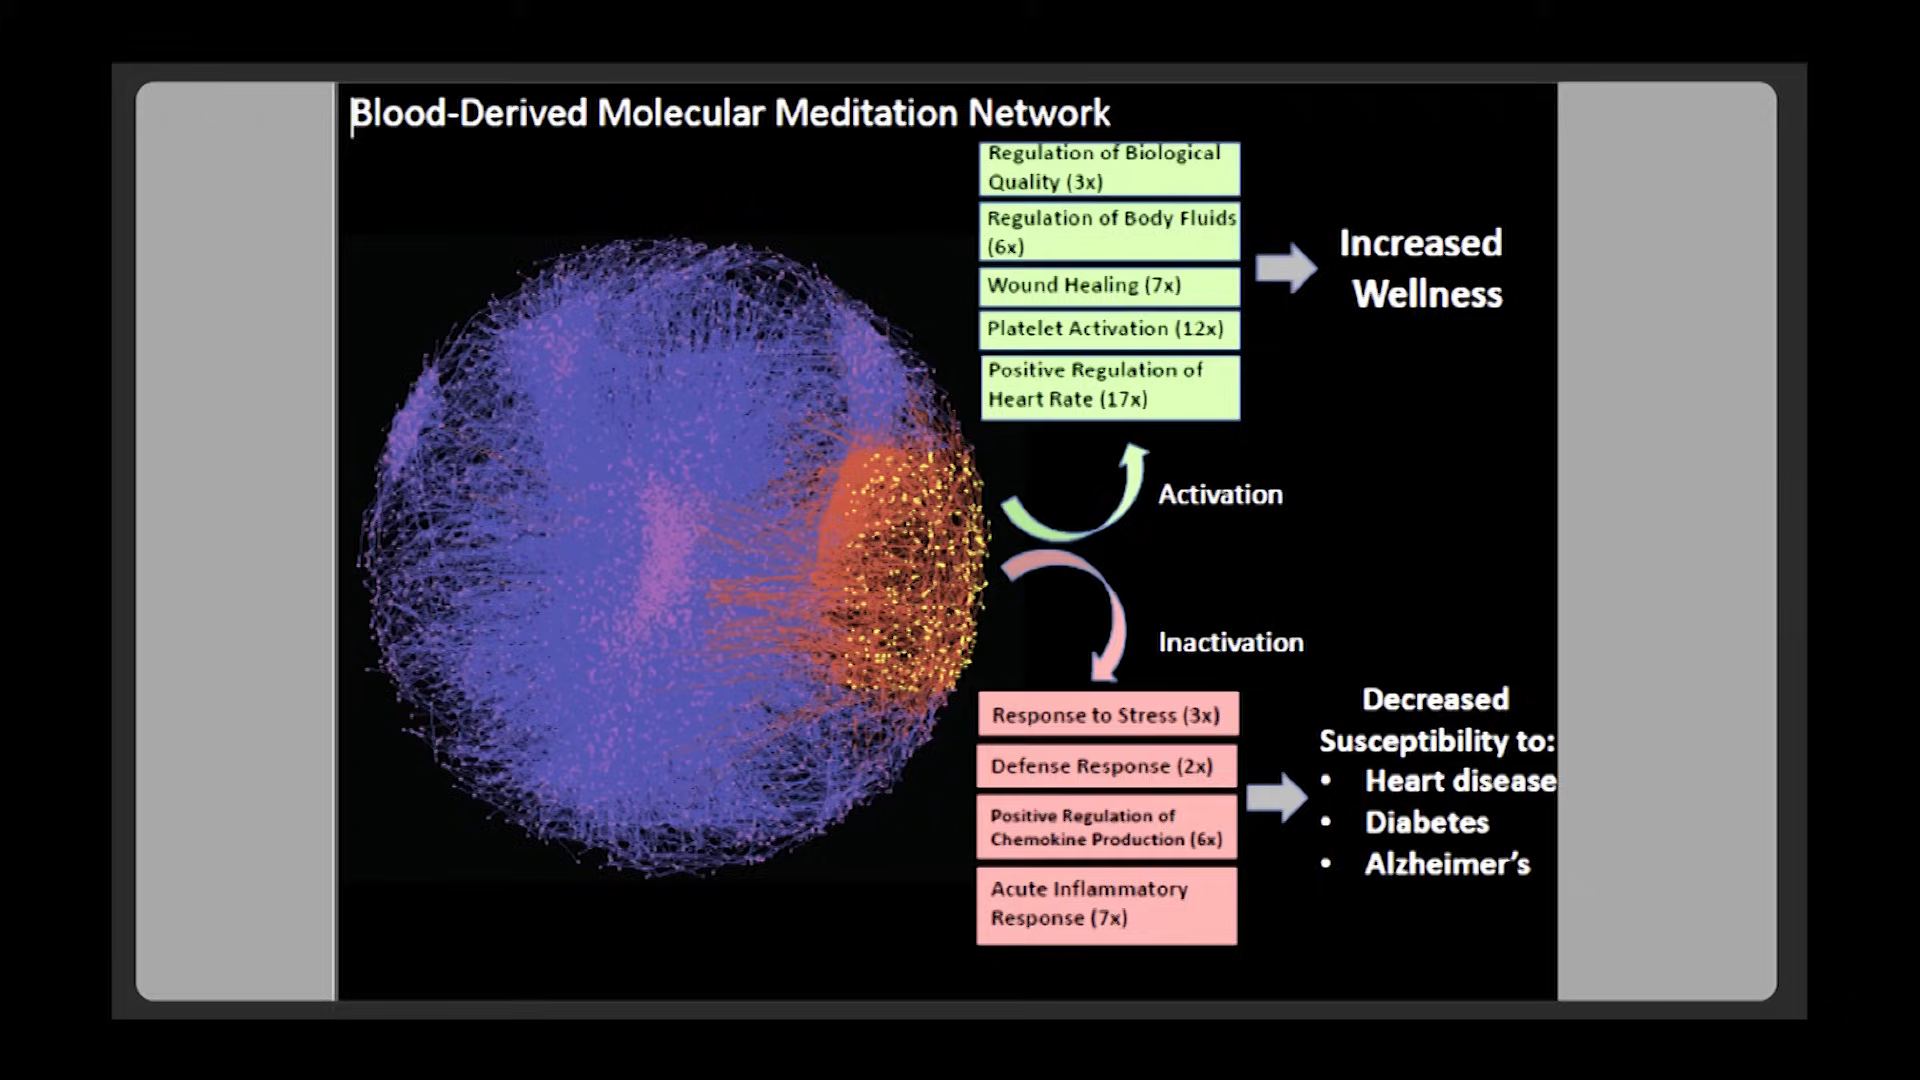 Blood-Derived Molecular Meditation Network
Regulation of Biological
Quality (3x)
Regulation of Body Fluids
(6x)
Wound Healing (7x)
Platelet Activation (12x)
Positive Regulation of
Heart Rate (17x)
Increased
Wellness
Activation
Inactivation
Response to Stress (3x)
Defense Response (2x)
Positive Regulation of
Chemokine Production (6x)
Acute Inflammatory
Response (7x)
Decreased
Susceptibility to:
• Heart disease
• Diabetes
• Alzheimer’s